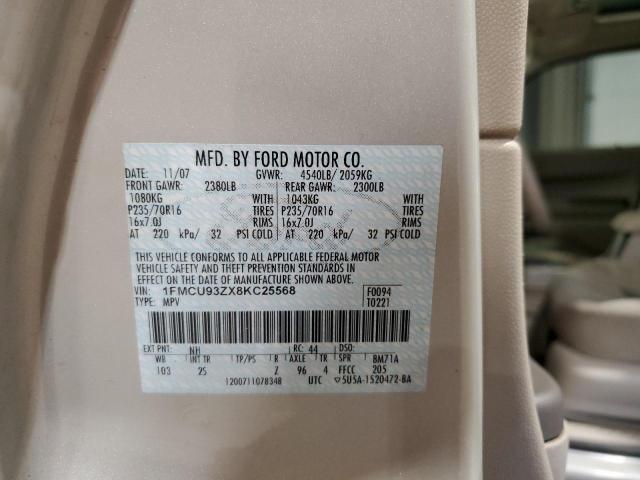 MFD. BY FORD MOTOR CO.
DATE: 11/07 GVWR: 4540LB/ 2059KG
FRONT GAWR: 2380LB REAR GAWR: 2300LB
1080KG WITH 1043KG WITH
P235/70R16 TIRES P235/70R16 TIRES
16x7.0J RIMS 16x7.0J RIMS
AT 220 kPa/ 32 PSI COLD AT 220 kPa/ 32 PSI COLD
THIS VEHICLE CONFORMS TO ALL APPLICABLE FEDERAL MOTOR
VEHICLE SAFETY AND THEFT PREVENTION STANDARDS IN
EFFECT ON THE DATE OF MANUFACTURE SHOWN ABOVE.
VIN: 1FMCU93ZX8KC25568 F0094
TYPE: MPV T0221
EXT PNT: NH RC: 44 DSO:
WB INT TR TP/PS R AXLE TR SPR BM71A
103 2S Z 96 4 FFCC 205
1200711078348 UTC 5U5A-1520472-BA